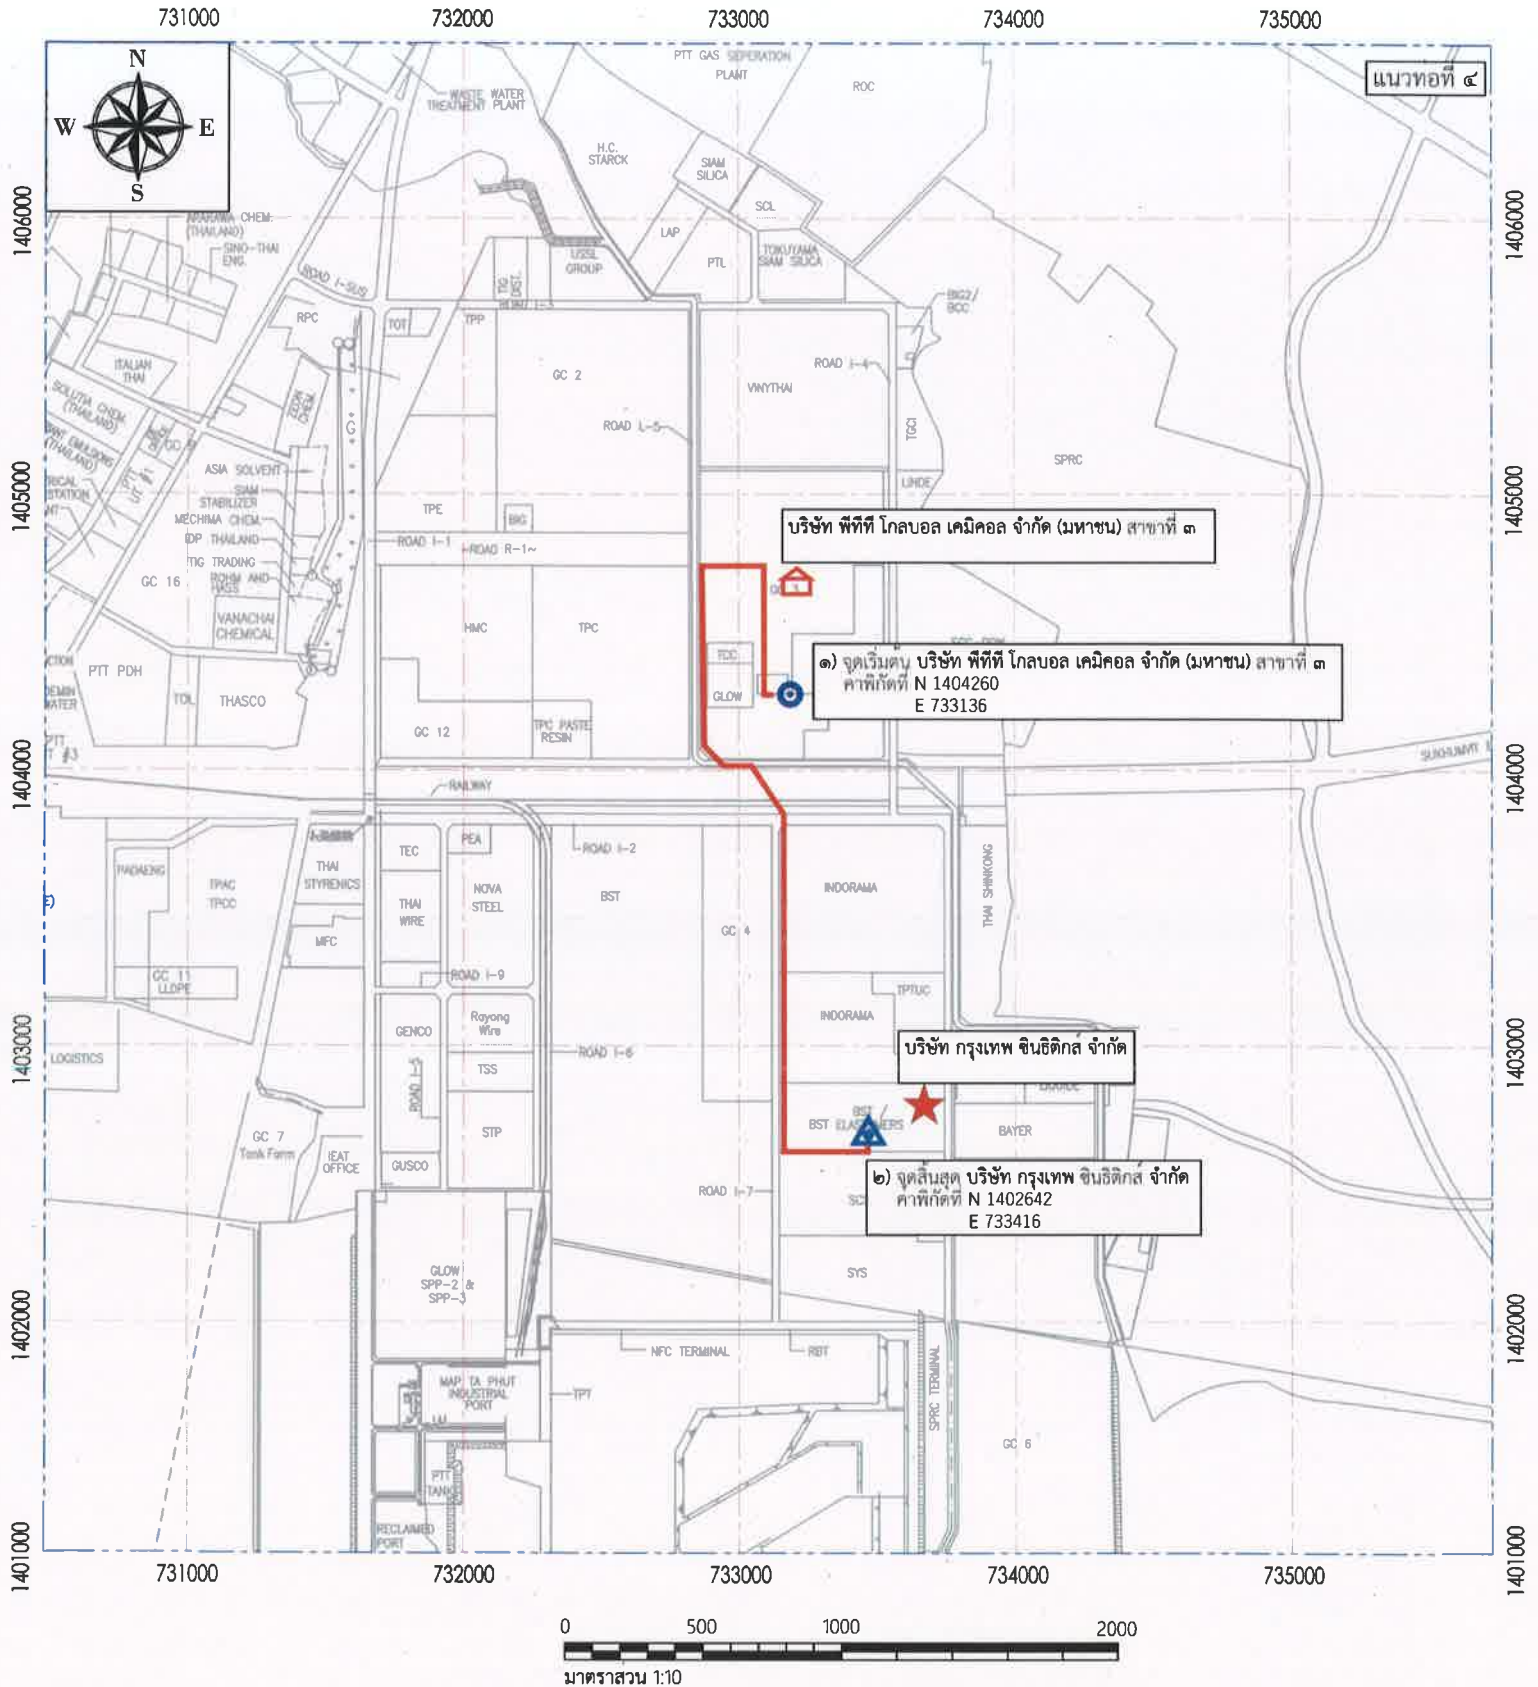 731000 732000 733000 734000 735000
N
W E
S
แนวท่อที่ ๔
PTT GAS SEPERATION
PLANT
ROC
WASTE WATER
TREATMENT PLANT
H.C.
STARCK
SIAM
SILICA
SCL
LAP
PTL
TOKUYAMA
SIAM SILICA
1406000
1406000
(THAILAND)
SINO-THAI
ENG.
USSL
GROUP
TIG
DIST.
ROAD I-3
RPC
TOT
TPP
BIG2/
BCC
ITALIAN
THAI
GC 2
VINYTHAI
ROAD I-4
SOLUTIA CHEM.
(THAILAND)
ROAD L-5
TGCI
G
SPRC
ASIA SOLVENT
LINDE
SIAM
STABILIZER
1405000
1405000
TPE
BIG
MECHIMA CHEM.
IDP THAILAND
ROAD I-1
ROAD R-1~
TIG TRADING
ROHM AND
HASS
GC 16
บริษัท พีทีที โกลบอล เคมิคอล จำกัด (มหาชน) สาขาที่ ๓
VANACHAI
CHEMICAL
HMC
TPC
TCC
GLOW
๑) จุดเริ่มต้น บริษัท พีทีที โกลบอล เคมิคอล จำกัด (มหาชน) สาขาที่ ๓
ค่าพิกัดที่ N 1404260
E 733136
PTT PDH
TOL
THASCO
GC 12
TPC PASTE
RESIN
1404000
1404000
RAILWAY
PADAENG
TPAC
TPCC
THAI
STYRENICS
TEC
PEA
ROAD I-2
THAI
WIRE
NOVA
STEEL
BST
GC 4
INDORAMA
THAI SHINKONG
MFC
GC 11
LLDPE
ROAD I-9
TPTUC
INDORAMA
GENCO
Rayong
Wire
1403000
1403000
LOGISTICS
ROAD I-6
TSS
ROAD I-5
บริษัท กรุงเทพ ซินธิติกส์ จำกัด
BAYER
STP
GC 7
Tank Farm
IEAT
OFFICE
GUSCO
ROAD I-7
๒) จุดสิ้นสุด บริษัท กรุงเทพ ซินธิติกส์ จำกัด
ค่าพิกัดที่ N 1402642
E 733416
GLOW
SPP-2 &
SPP-3
SYS
1402000
1402000
NFC TERMINAL
RBT
MAP TA PHUT
INDUSTRIAL
PORT
TPT
SPRC TERMINAL
GC 6
PTT
TANK
RECLAIMED
PORT
1401000
1401000
731000 732000 733000 734000 735000
0 500 1000 2000
มาตราส่วน 1:10